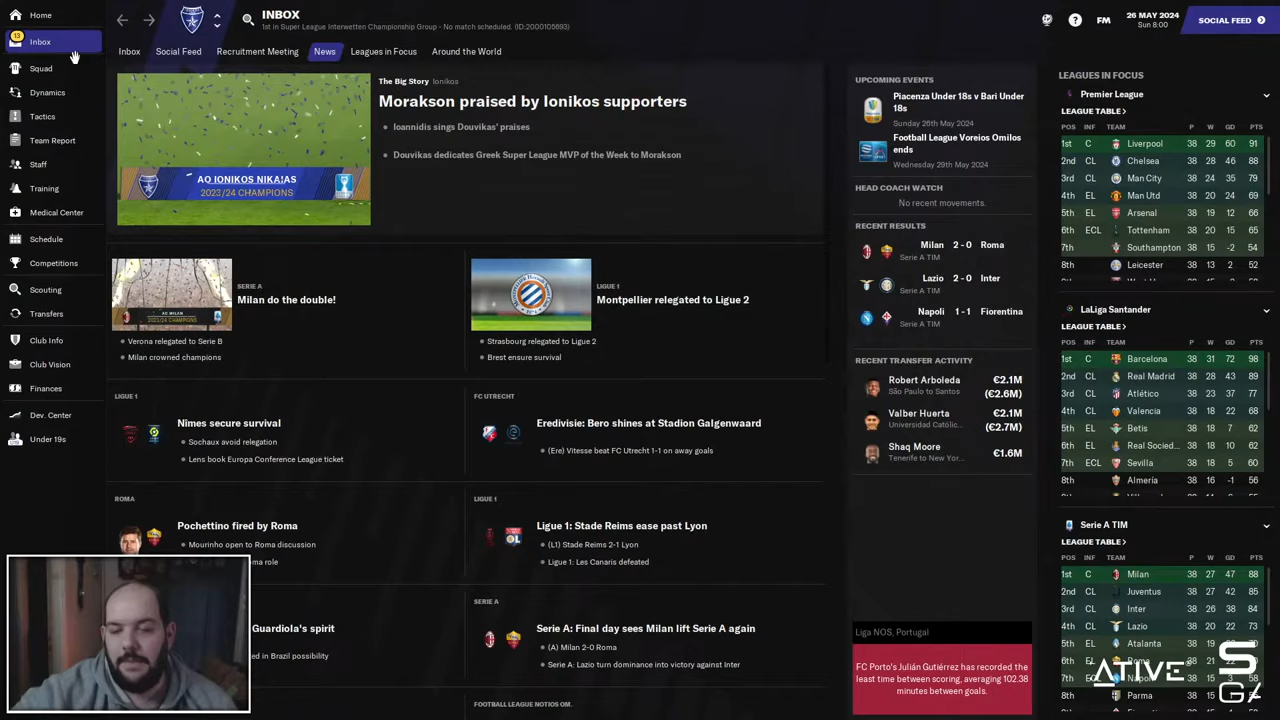 Home
13
Inbox
Squad
Dynamics
Tactics
Team Report
Staff
Training
Medical Center
Schedule
Competitions
Scouting
Transfers
Club Info
Club Vision
Finances
Dev. Center
Under 19s
INBOX
1st in Super League Interwetten Championship Group - No match scheduled. (ID:2000105693)
FM
26 MAY 2024
SUN 8:00
SOCIAL FEED
Inbox
Social Feed
Recruitment Meeting
News
Leagues in Focus
Around the World
AO IONIKOS NIKAIAS
2023/24 CHAMPIONS
The Big Story Ionikos
Morakson praised by Ionikos supporters
Ioannidis sings Douvikas' praises
Douvikas dedicates Greek Super League MVP of the Week to Morakson
AC MILAN
2023/24 CHAMPIONS
SERIE A
Milan do the double!
Verona relegated to Serie B
Milan crowned champions
LIGUE 1
Montpellier relegated to Ligue 2
Strasbourg relegated to Ligue 2
Brest ensure survival
LIGUE 1
Nîmes secure survival
Sochaux avoid relegation
Lens book Europa Conference League ticket
FC UTRECHT
Eredivisie: Bero shines at Stadion Galgenwaard
(Ere) Vitesse beat FC Utrecht 1-1 on away goals
ROMA
Pochettino fired by Roma
Mourinho open to Roma discussion
role
LIGUE 1
Ligue 1: Stade Reims ease past Lyon
(L1) Stade Reims 2-1 Lyon
Ligue 1: Les Canaris defeated
Guardiola's spirit
in Brazil possibility
SERIE A
Serie A: Final day sees Milan lift Serie A again
(A) Milan 2-0 Roma
Serie A: Lazio turn dominance into victory against Inter
FOOTBALL LEAGUE NOTIOS OM.
UPCOMING EVENTS
Piacenza Under 18s v Bari Under 18s
Sunday 26th May 2024
Football League Voreios Omilos ends
Wednesday 29th May 2024
HEAD COACH WATCH
No recent movements.
RECENT RESULTS
Milan 2 - 0 Roma
Serie A TIM
Lazio 2 - 0 Inter
Serie A TIM
Napoli 1 - 1 Fiorentina
Serie A TIM
RECENT TRANSFER ACTIVITY
Robert Arboleda €2.1M
São Paulo to Santos (€2.6M)
Valber Huerta €2.1M
Universidad Católic... (€2.7M)
Shaq Moore €1.6M
Tenerife to New Yor...
Liga NOS, Portugal
FC Porto's Julián Gutiérrez has recorded the
least time between scoring, averaging 102.38
minutes between goals.
LEAGUES IN FOCUS
Premier League
LEAGUE TABLE
POS INF TEAM P W GD PTS
1st C Liverpool 38 29 60 91
2nd CL Chelsea 38 28 46 88
3rd CL Man City 38 24 35 79
4th CL Man Utd 38 20 24 69
5th EL Arsenal 38 19 12 66
6th EL Tottenham 38 20 15 65
7th Southampton 38 15 -2 54
8th Leicester 38 13 2 52
LaLiga Santander
LEAGUE TABLE
POS INF TEAM P W GD PTS
1st C Barcelona 38 31 72 98
2nd CL Real Madrid 38 28 43 89
3rd CL Atlético 38 23 37 77
4th CL Valencia 38 18 22 68
5th EL Betis 38 18 7 62
6th EL Real Socied... 38 18 10 62
7th ECL Sevilla 38 18 5 60
8th Almería 38 16 -1 56
Serie A TIM
LEAGUE TABLE
POS INF TEAM P W GD PTS
1st C Milan 38 27 47 88
2nd CL Juventus 38 27 42 85
3rd CL Inter 38 26 38 84
4th CL Lazio 38 22 20 73
5th EL Atalanta 38 21
6th
7th
8th Parma
ATIVE